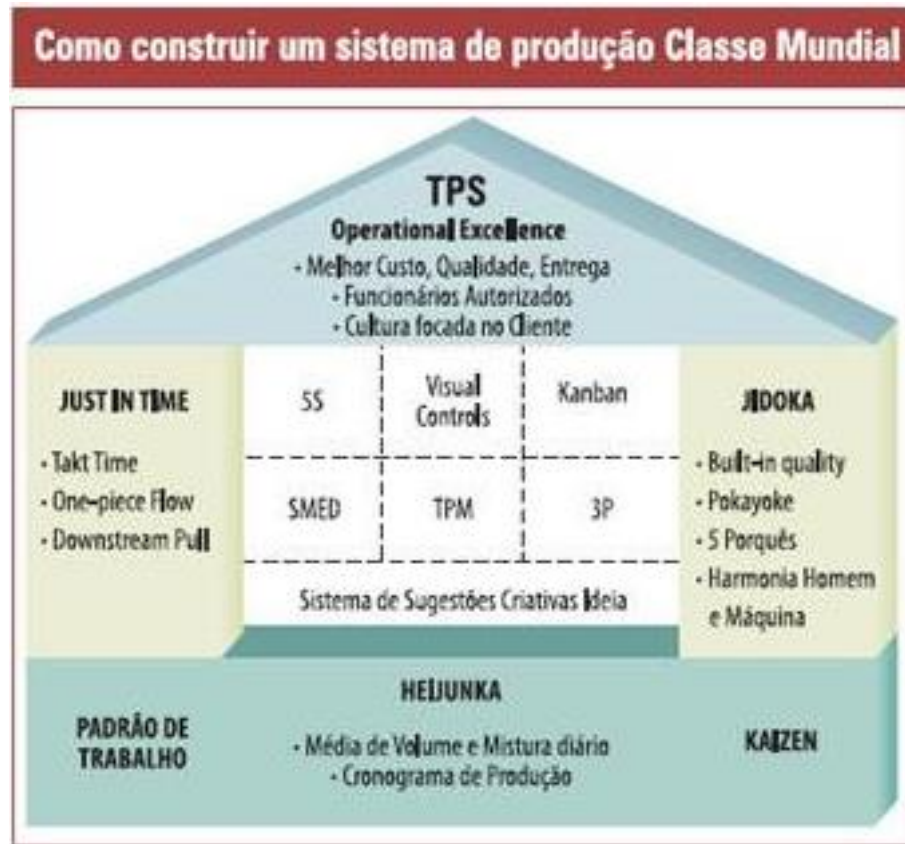 Como construir um sistema de produção Classe Mundial
TPS
Operational Excellence
• Melhor Custo, Qualidade, Entrega
• Funcionários Autorizados
• Cultura focada no Cliente
JUST IN TIME
• Takt Time
• One-piece Flow
• Downstream Pull
5S
Visual
Controls
Kanban
SMED
TPM
3P
Sistema de Sugestões Criativas Ideia
JIDOKA
• Built-in quality
• Pokayoke
• 5 Porquês
• Harmonia Homem
e Máquina
PADRÃO DE
TRABALHO
HEIJUNKA
• Média de Volume e Mistura diário
• Cronograma de Produção
KAIZEN